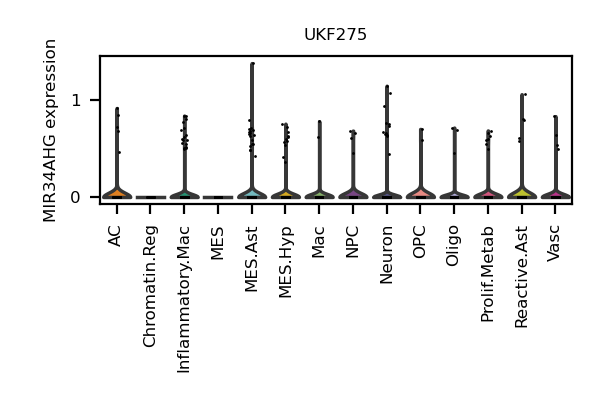 UKF275
MIR34AHG expression
1
0
AC
Chromatin.Reg
Inflammatory.Mac
MES
MES.Ast
MES.Hyp
Mac
NPC
Neuron
OPC
Oligo
Prolif.Metab
Reactive.Ast
Vasc